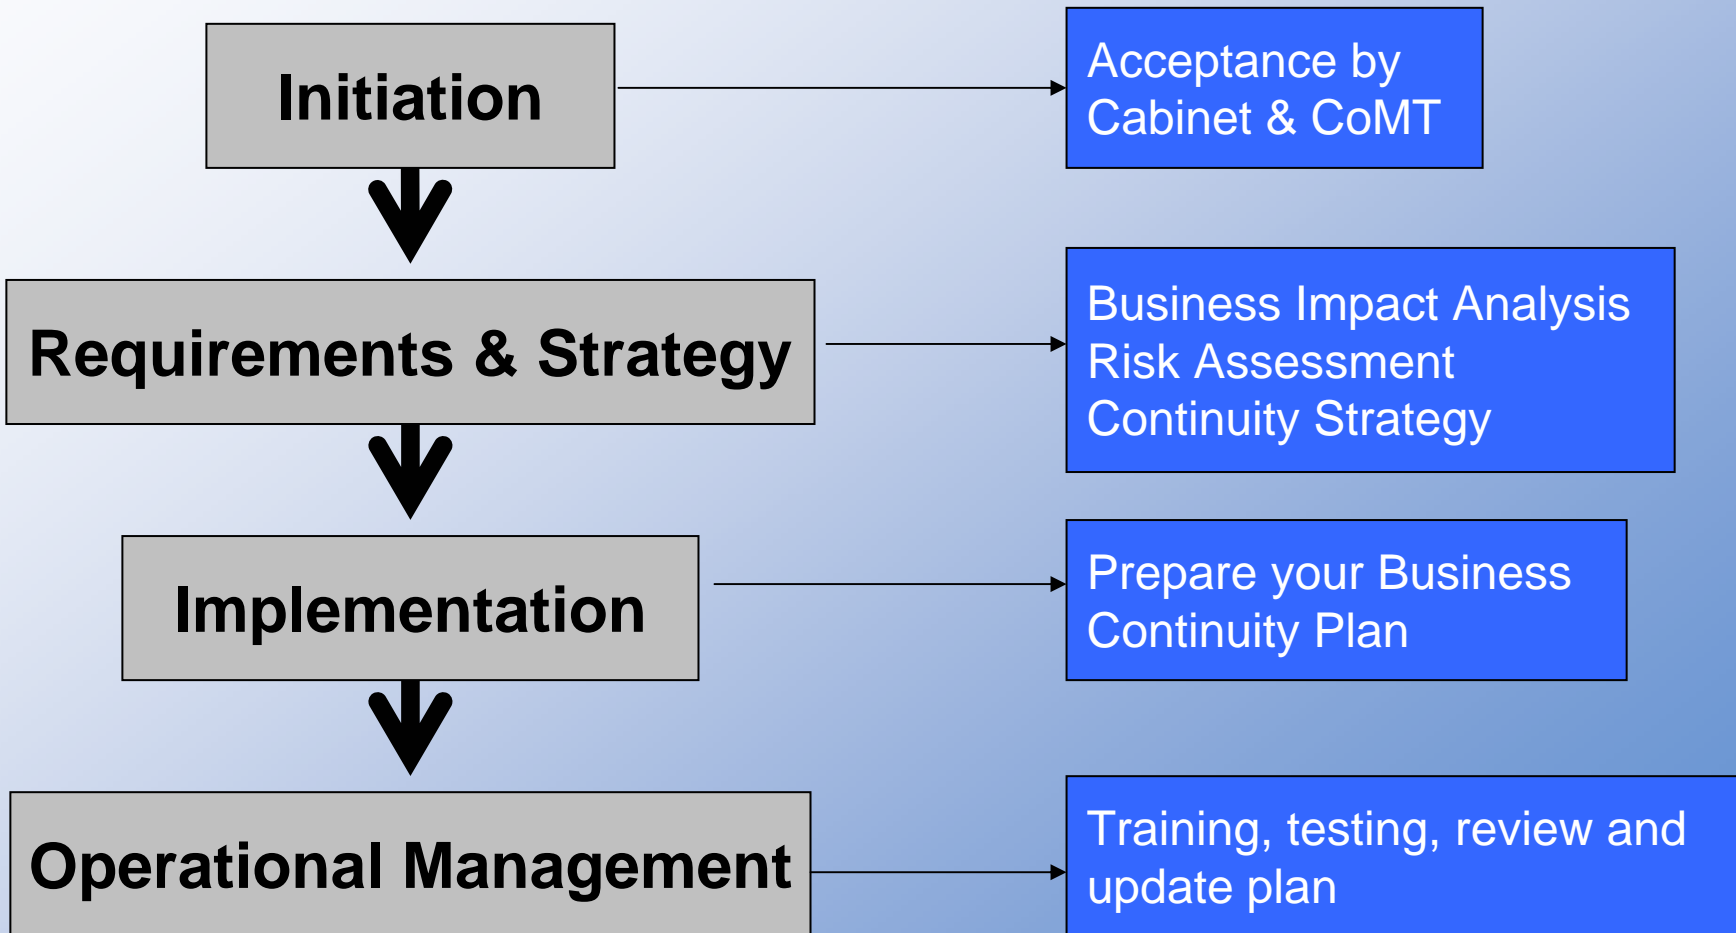 Initiation
Acceptance by
Cabinet & CoMT
Requirements & Strategy
Business Impact Analysis
Risk Assessment
Continuity Strategy
Implementation
Prepare your Business
Continuity Plan
Operational Management
Training, testing, review and
update plan